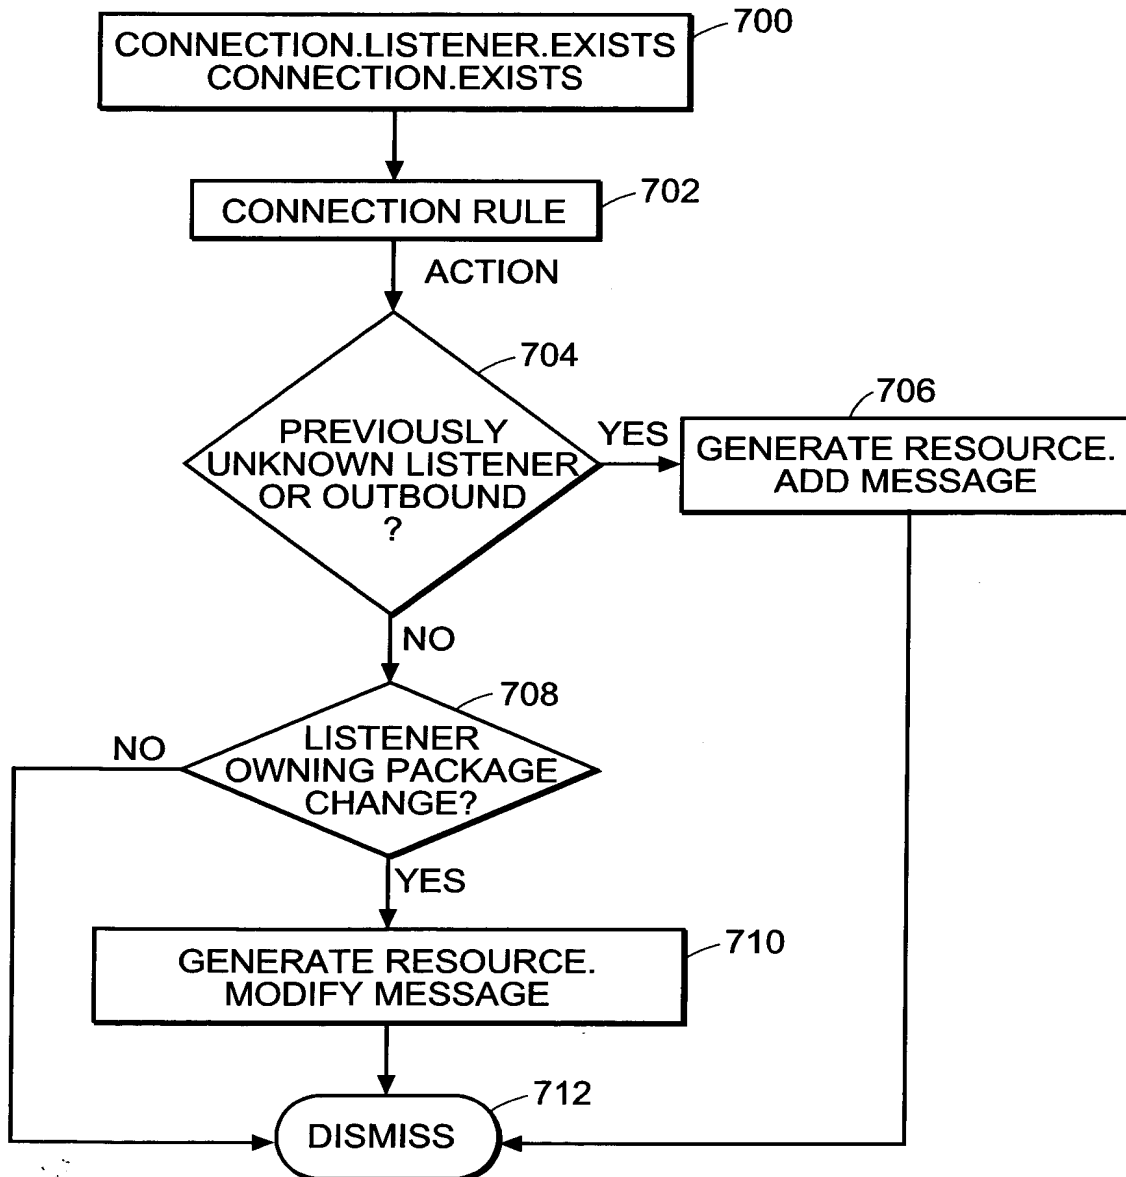 CONNECTION.LISTENER.EXISTS
CONNECTION.EXISTS
700
CONNECTION RULE
702
ACTION
704
PREVIOUSLY
UNKNOWN LISTENER
OR OUTBOUND
?
YES
706
GENERATE RESOURCE.
ADD MESSAGE
NO
708
LISTENER
OWNING PACKAGE
CHANGE?
NO
YES
GENERATE RESOURCE.
MODIFY MESSAGE
710
712
DISMISS